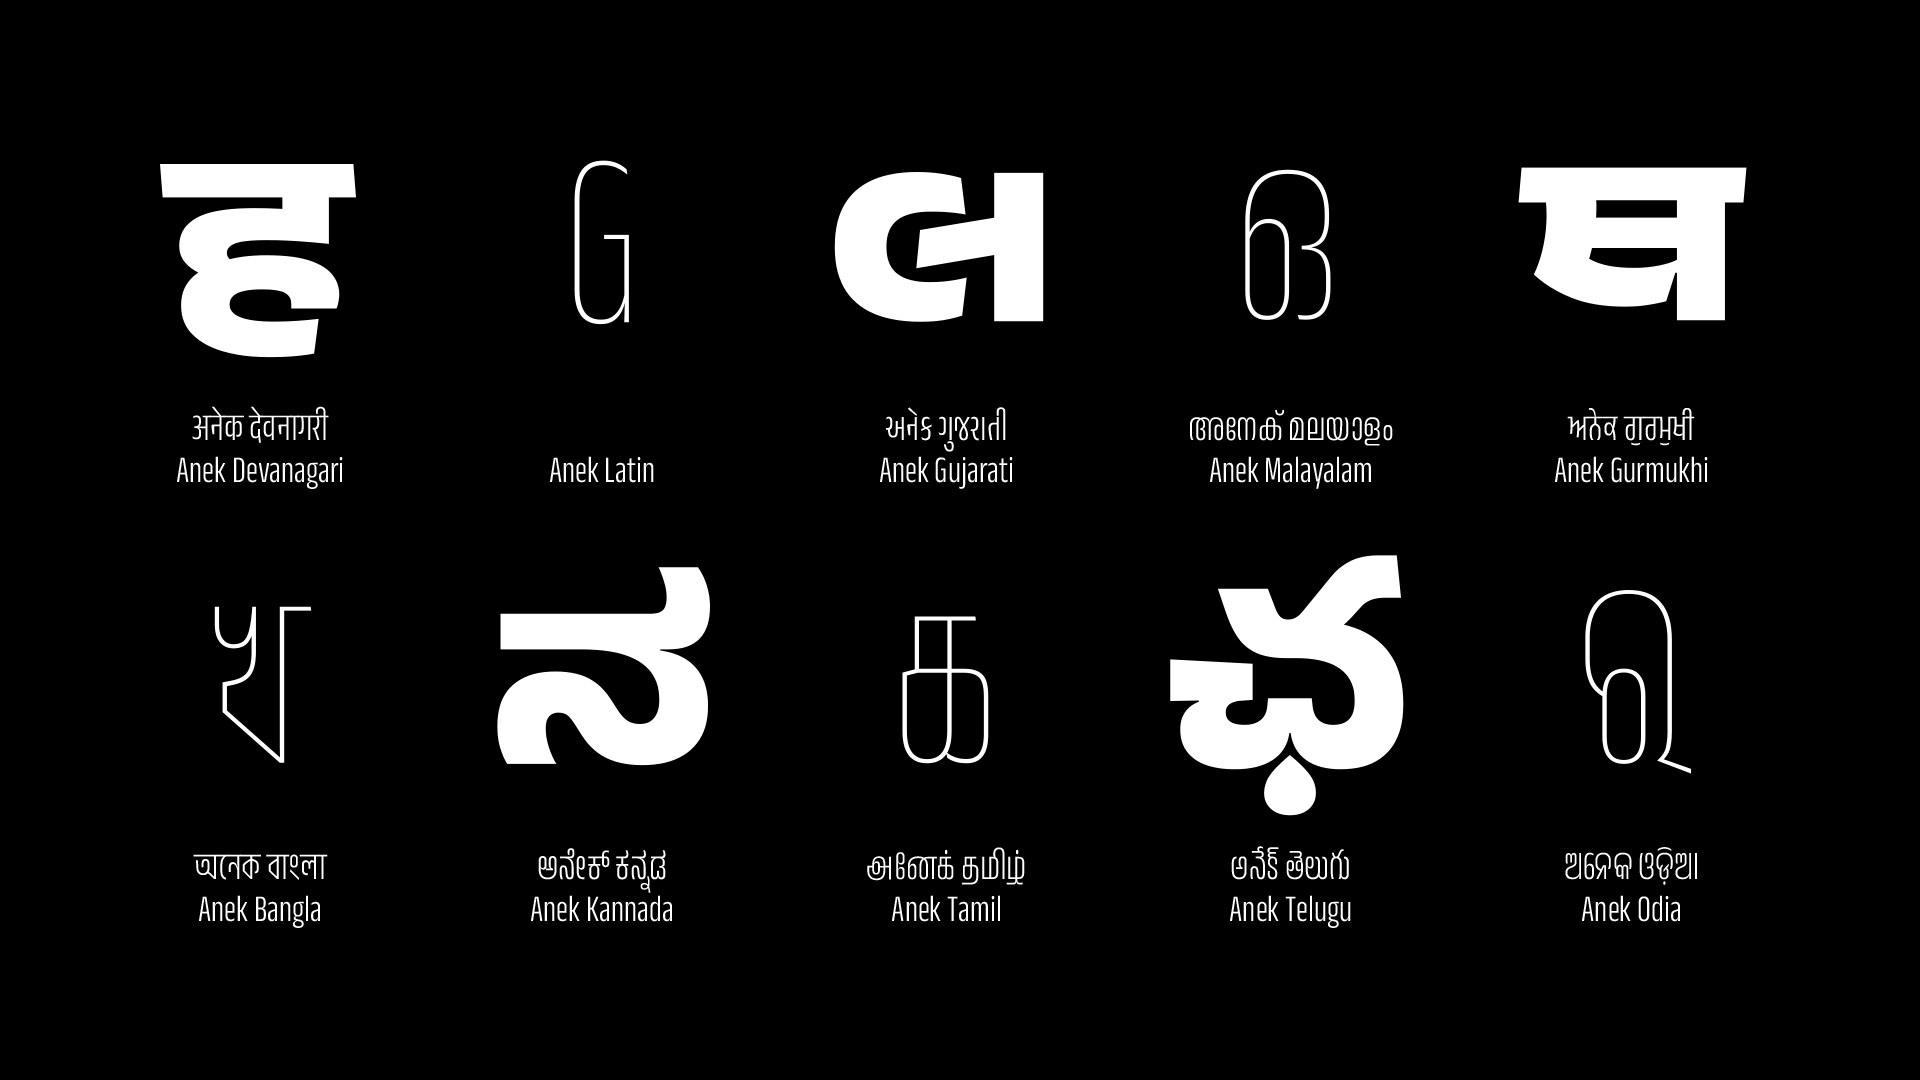 ह G લ ഒ ਥ
अनेक देवनागरी
Anek Devanagari
Anek Latin
અનેક ગુજરાતી
Anek Gujarati
അനേക് മലയാളം
Anek Malayalam
ਅਨੇਕ ਗੁਰਮੁਖੀ
Anek Gurmukhi
খ ನ க ఛ ର
অনেক বাংলা
Anek Bangla
ಅನೇಕ್ ಕನ್ನಡ
Anek Kannada
அனேக் தமிழ்
Anek Tamil
అనేక్ తెలుగు
Anek Telugu
ଅନେକ ଓଡ଼ିଆ
Anek Odia